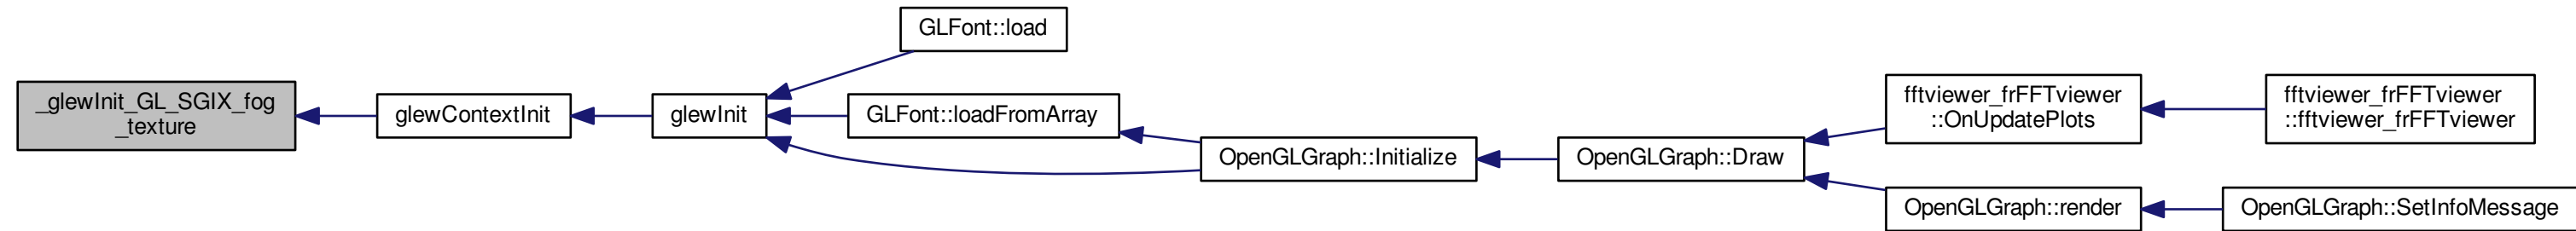 _glewInit_GL_SGIX_fog
_texture
glewContextInit
glewInit
GLFont::load
GLFont::loadFromArray
OpenGLGraph::Initialize
OpenGLGraph::Draw
fftviewer_frFFTviewer
::OnUpdatePlots
fftviewer_frFFTviewer
::fftviewer_frFFTviewer
OpenGLGraph::render
OpenGLGraph::SetInfoMessage